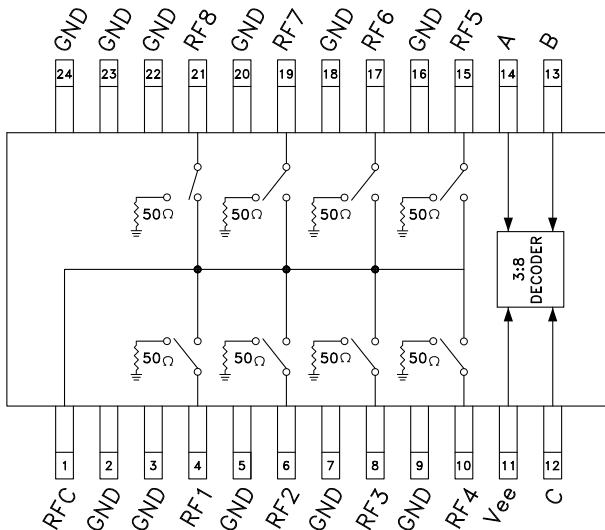 GND GND GND RF8 GND RF7 GND RF6 GND RF5 A B
24 23 22 21 20 19 18 17 16 15 14 13
50Ω 50Ω 50Ω 50Ω
3:8
DECODER
50Ω 50Ω 50Ω 50Ω
1 2 3 4 5 6 7 8 9 10 11 12
RFC GND GND RF1 GND RF2 GND RF3 GND RF4 Vee C